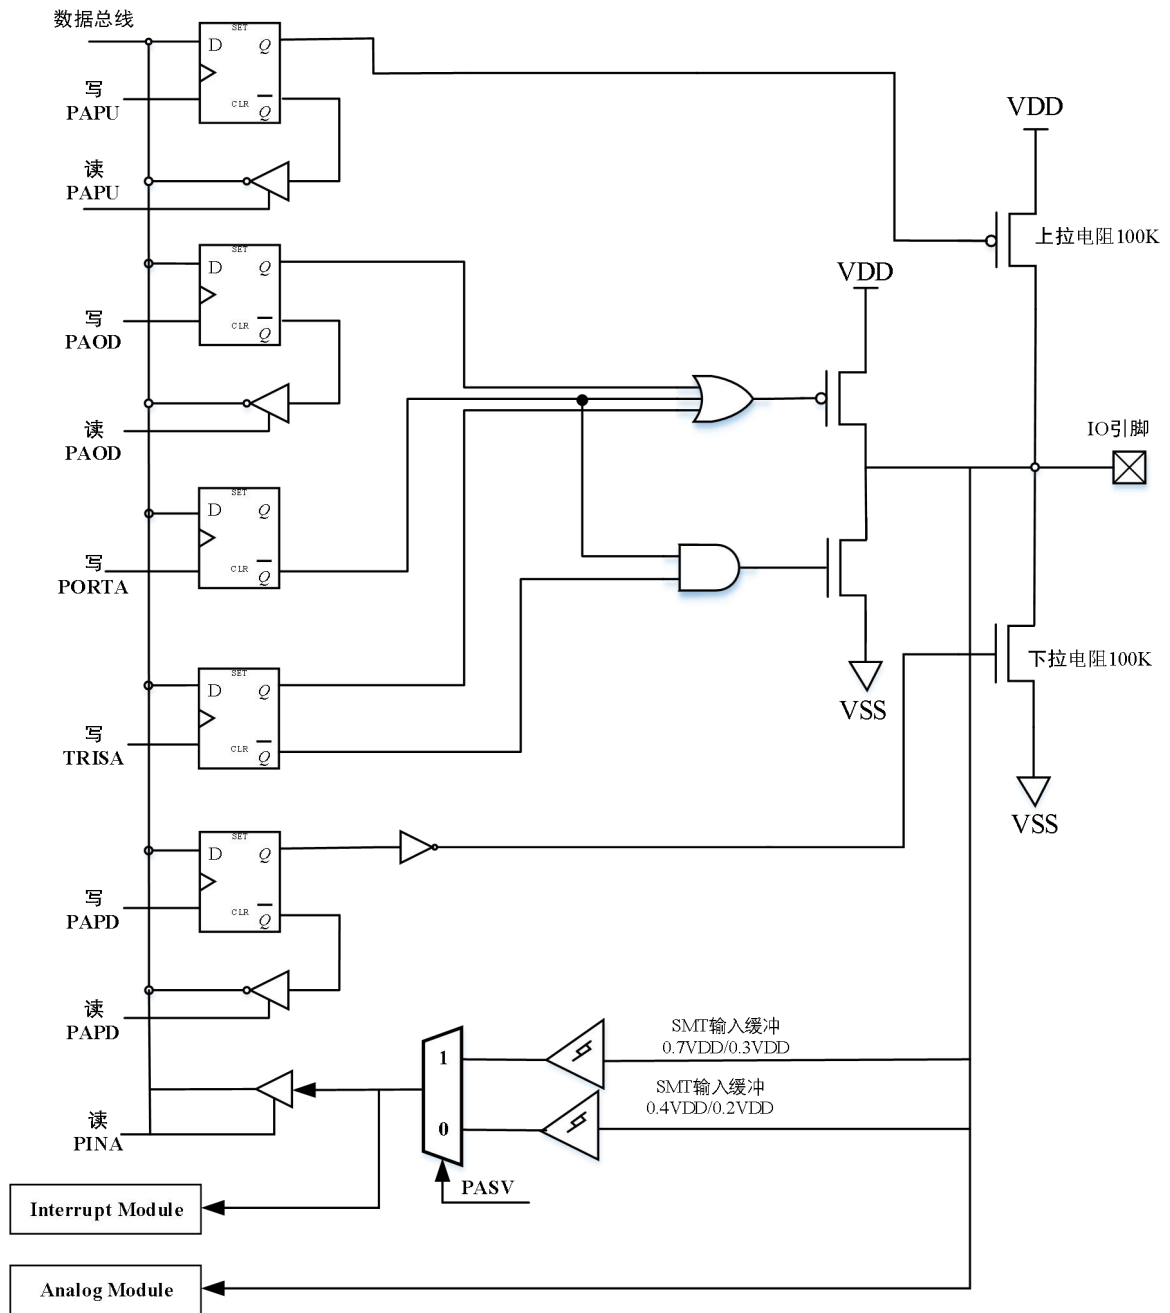 数据总线
SET
D Q
写
PAPU
CLR Q
读
PAPU
VDD
上拉电阻100K
SET
D Q
VDD
写
PAOD
CLR Q
读
PAOD
IO引脚
SET
D Q
写
PORTA
CLR Q
SET
D Q
下拉电阻100K
VSS
写
TRISA
CLR Q
VSS
SET
D Q
写
PAPD
CLR Q
读
PAPD
SMT输入缓冲
0.7VDD/0.3VDD
1
SMT输入缓冲
0.4VDD/0.2VDD
读
PINA
0
PASV
Interrupt Module
Analog Module